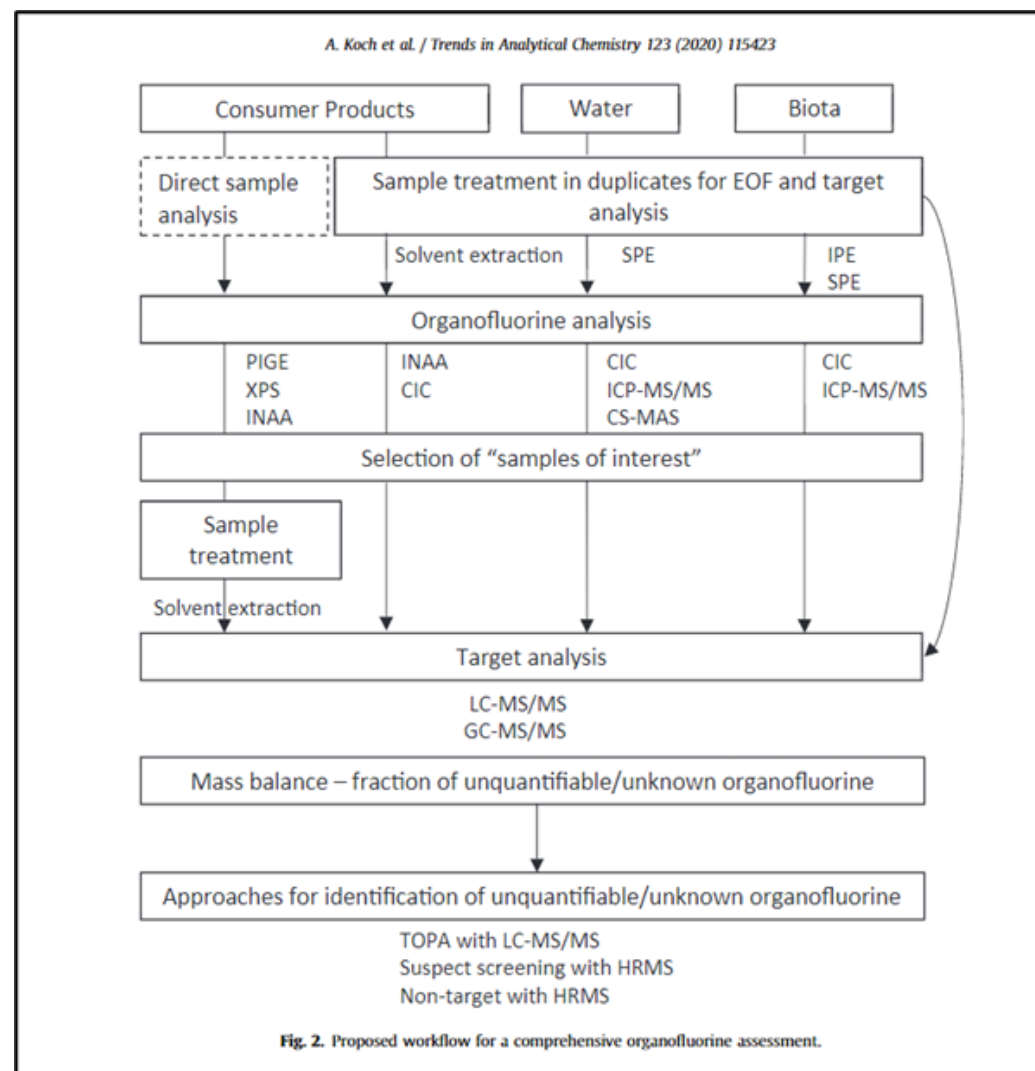 A. Koch et al. / Trends in Analytical Chemistry 123 (2020) 115423
Consumer Products
Water
Biota
Direct sample
analysis
Sample treatment in duplicates for EOF and target
analysis
Solvent extraction
SPE
IPE
SPE
Organofluorine analysis
PIGE
XPS
INAA
INAA
CIC
CIC
ICP-MS/MS
CS-MAS
CIC
ICP-MS/MS
Selection of “samples of interest”
Sample
treatment
Solvent extraction
Target analysis
LC-MS/MS
GC-MS/MS
Mass balance – fraction of unquantifiable/unknown organofluorine
Approaches for identification of unquantifiable/unknown organofluorine
TOPA with LC-MS/MS
Suspect screening with HRMS
Non-target with HRMS
Fig. 2. Proposed workflow for a comprehensive organofluorine assessment.